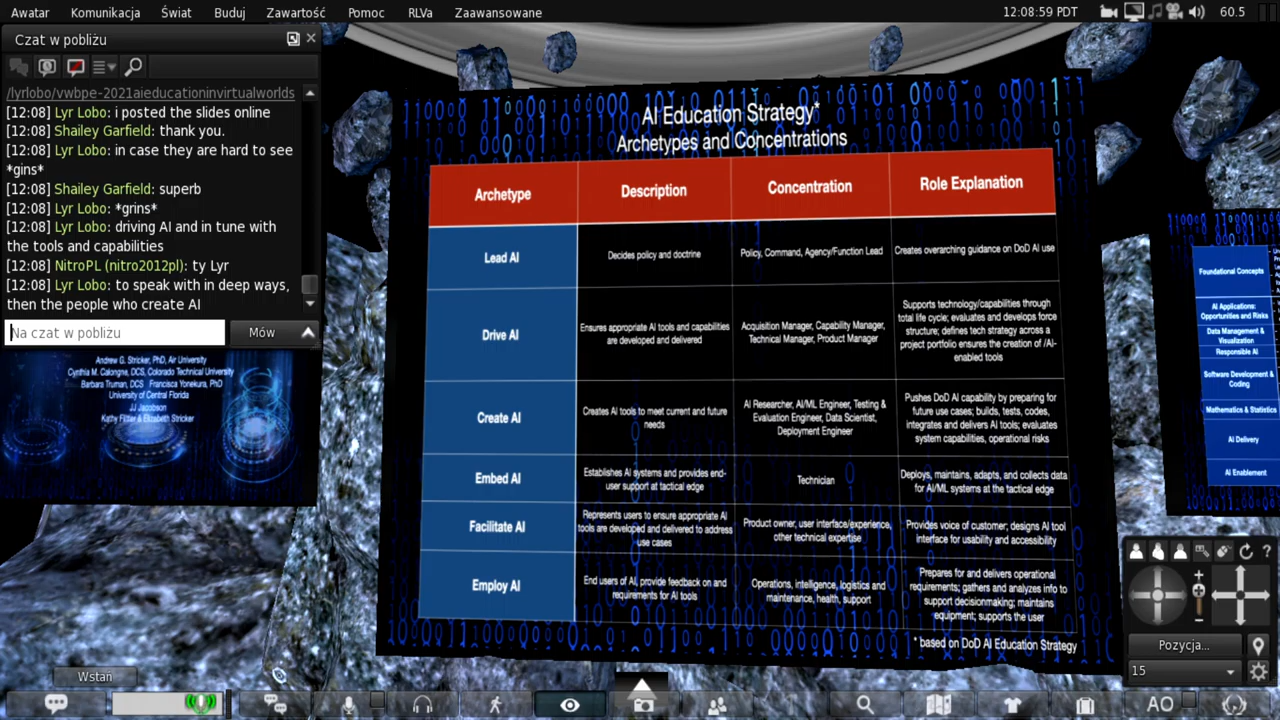 Awatar Komunikacja Świat Buduj Zawartość Pomoc RLVa Zaawansowane 12:08:59 PDT 60.5
Czat w pobliżu
/lyrlobo/vwbpe-2021aieducationinvirtualworlds
[12:08] Lyr Lobo: i posted the slides online
[12:08] Shailey Garfield: thank you.
[12:08] Lyr Lobo: in case they are hard to see
*gins*
[12:08] Shailey Garfield: superb
[12:08] Lyr Lobo: *grins*
[12:08] Lyr Lobo: driving AI and in tune with
the tools and capabilities
[12:08] NitroPL (nitro2012pl): ty Lyr
[12:08] Lyr Lobo: to speak with in deep ways,
then the people who create AI
Na czat w pobliżu Mów
Andrew G. Stricker, PhD, Air University
Cynthia M. Calongne, DCS, Colorado Technical University
Barbara Truman, DCS Francisca Yonekura, PhD
University of Central Florida
JJ Jacobson
Kathy Fliller & Elizabeth Stricker
AI Education Strategy*
Archetypes and Concentrations
Archetype Description Concentration Role Explanation
Lead AI
Decides policy and doctrine
Policy, Command, Agency/Function Lead
Creates overarching guidance on DoD AI use
Drive AI
Ensures appropriate AI tools and capabilities
are developed and delivered
Acquisition Manager, Capability Manager,
Technical Manager, Product Manager
Supports technology/capabilities through
total life cycle; evaluates and develops force
structure; defines tech strategy across a
project portfolio ensures the creation of /AI-
enabled tools
Create AI
Creates AI tools to meet current and future
needs
AI Researcher, AI/ML Engineer, Testing &
Evaluation Engineer, Data Scientist,
Deployment Engineer
Pushes DoD AI capability by preparing for
future use cases; builds, tests, codes,
integrates and delivers AI tools; evaluates
system capabilities, operational risks
Embed AI
Establishes AI systems and provides end-
user support at tactical edge
Technician
Deploys, maintains, adapts, and collects data
for AI/ML systems at the tactical edge
Facilitate AI
Represents users to ensure appropriate AI
tools are developed and delivered to address
use cases
Product owner, user interface/experience,
other technical expertise
Provides voice of customer; designs AI tool
interface for usability and accessibility
Employ AI
End users of AI, provide feedback on and
requirements for AI tools
Operations, intelligence, logistics and
maintenance, health, support
Prepares for and delivers operational
requirements; gathers and analyzes info to
support decisionmaking; maintains
equipment; supports the user
* based on DoD AI Education Strategy
Foundational Concepts
AI Applications:
Opportunities and Risks
Data Management &
Visualization
Responsible AI
Software Development &
Coding
Mathematics & Statistics
AI Delivery
AI Enablement
Pozycja...
15
Wstań
AO